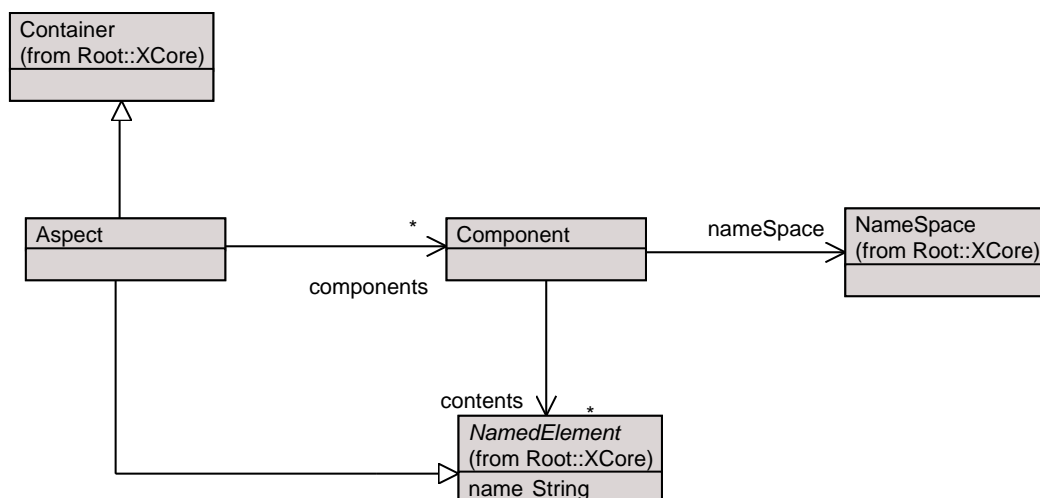 Container
(from Root::XCore)
Aspect
*
components
Component
nameSpace
NameSpace
(from Root::XCore)
contents
*
NamedElement
(from Root::XCore)
name String